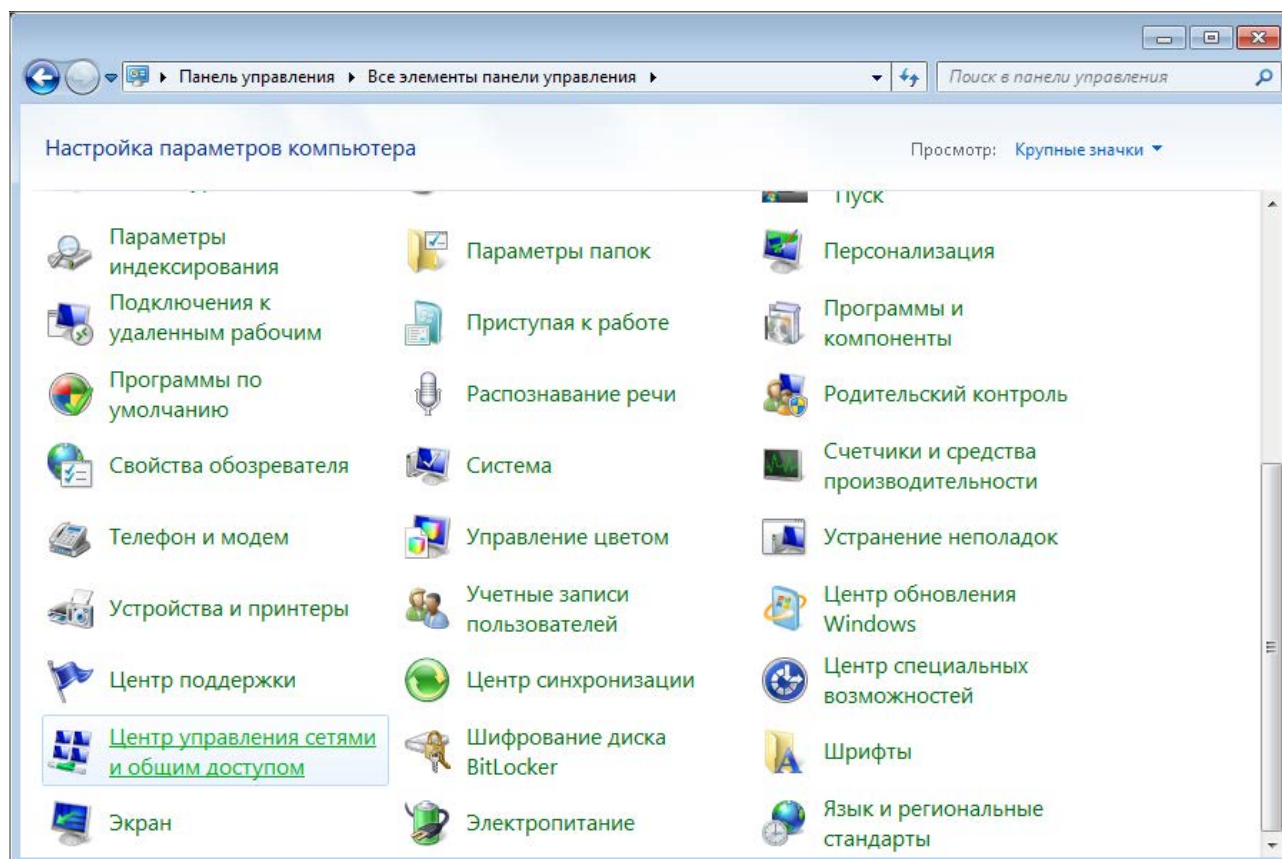 Панель управления ▸ Все элементы панели управления ▸
Поиск в панели управления
Настройка параметров компьютера
Просмотр: Крупные значки
Пуск
Параметры
индексирования
Параметры папок
Персонализация
Подключения к
удаленным рабочим
Приступая к работе
Программы и
компоненты
Программы по
умолчанию
Распознавание речи
Родительский контроль
Свойства обозревателя
Система
Счетчики и средства
производительности
Телефон и модем
Управление цветом
Устранение неполадок
Устройства и принтеры
Учетные записи
пользователей
Центр обновления
Windows
Центр поддержки
Центр синхронизации
Центр специальных
возможностей
Центр управления сетями
и общим доступом
Шифрование диска
BitLocker
Шрифты
Экран
Электропитание
Язык и региональные
стандарты